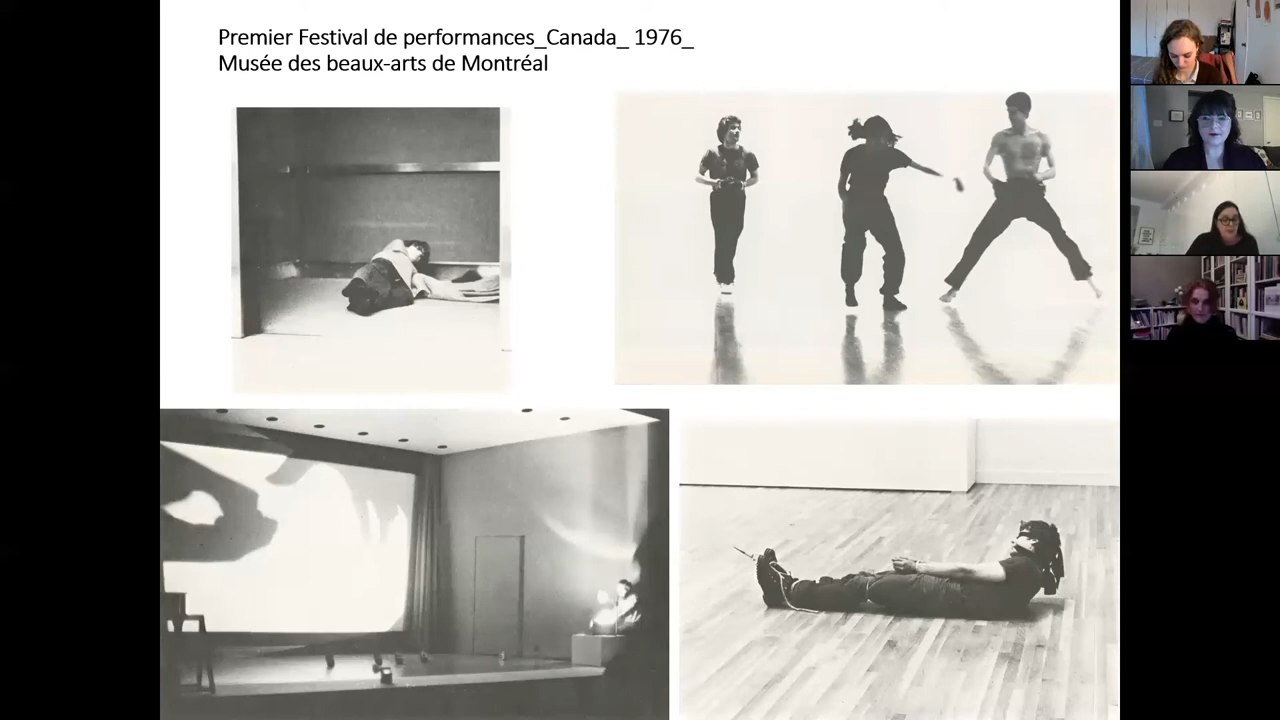 Premier Festival de performances_Canada_ 1976_
Musée des beaux-arts de Montréal